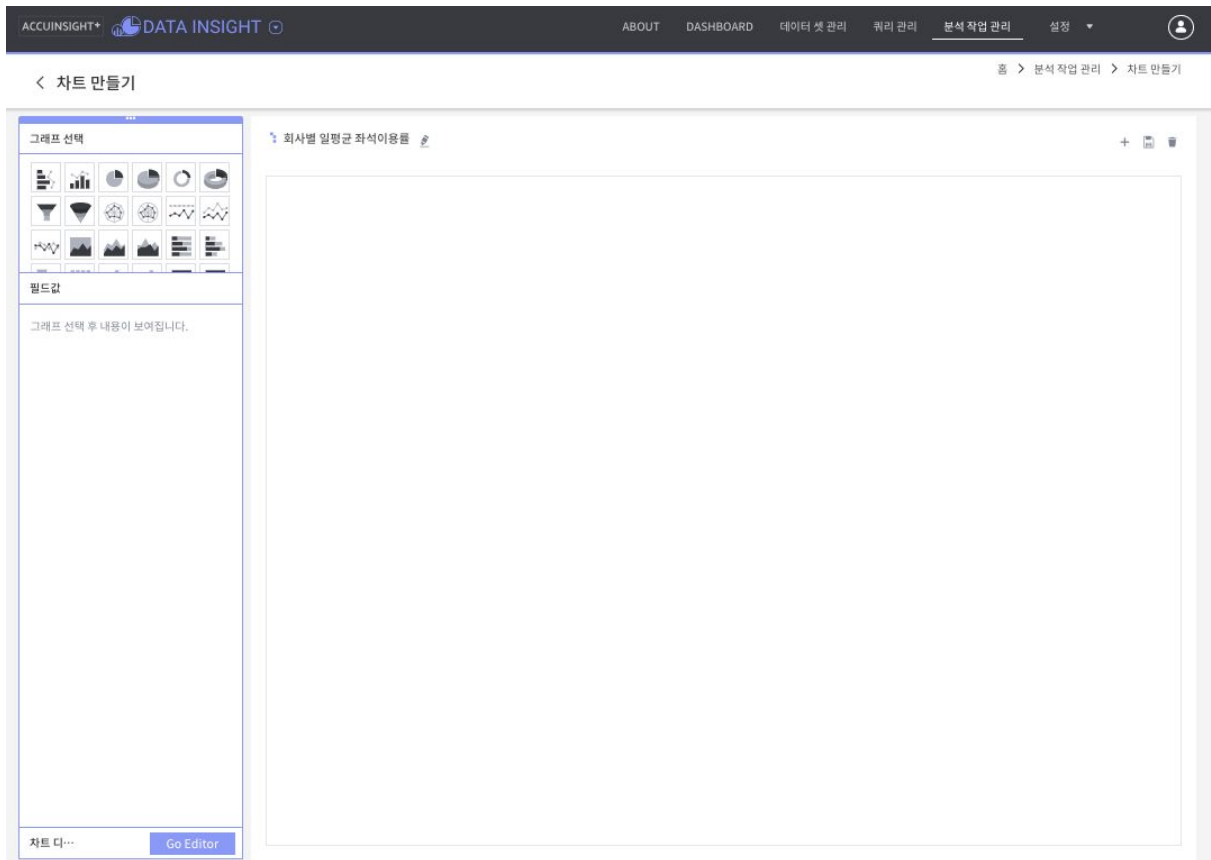 ACCUINSIGHT+ DATA INSIGHT ABOUT DASHBOARD 데이터 셋 관리 쿼리 관리 분석 작업 관리 설정
차트 만들기
홈 > 분석 작업 관리 > 차트 만들기
그래프 선택
회사별 일평균 좌석이용률
필드값
그래프 선택 후 내용이 보여집니다.
차트 디…
Go Editor